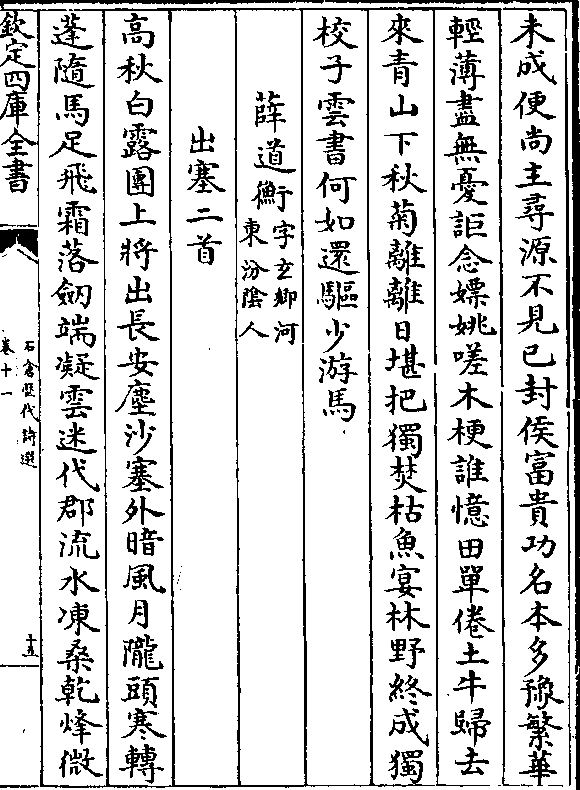 未成便尚主尋源不見已封侯富貴功名本多豫繁華
輕薄盡無憂詎念嫖姚嗟木梗誰憶田單倦土牛歸去
來青山下秋菊離離日堪把獨焚枯魚宴林野終成獨
校子雲書何如還驅少游馬
薛道衡字玄卿河東汾陰人
出塞二首
高秋白露團上將出長安塵沙塞外暗風月隴頭寒轉
蓬隨馬足飛霜落劒端凝雲迷代郡流水凍桑乾烽微
欽定四庫全書
石倉歷代詩選
卷十一
十五